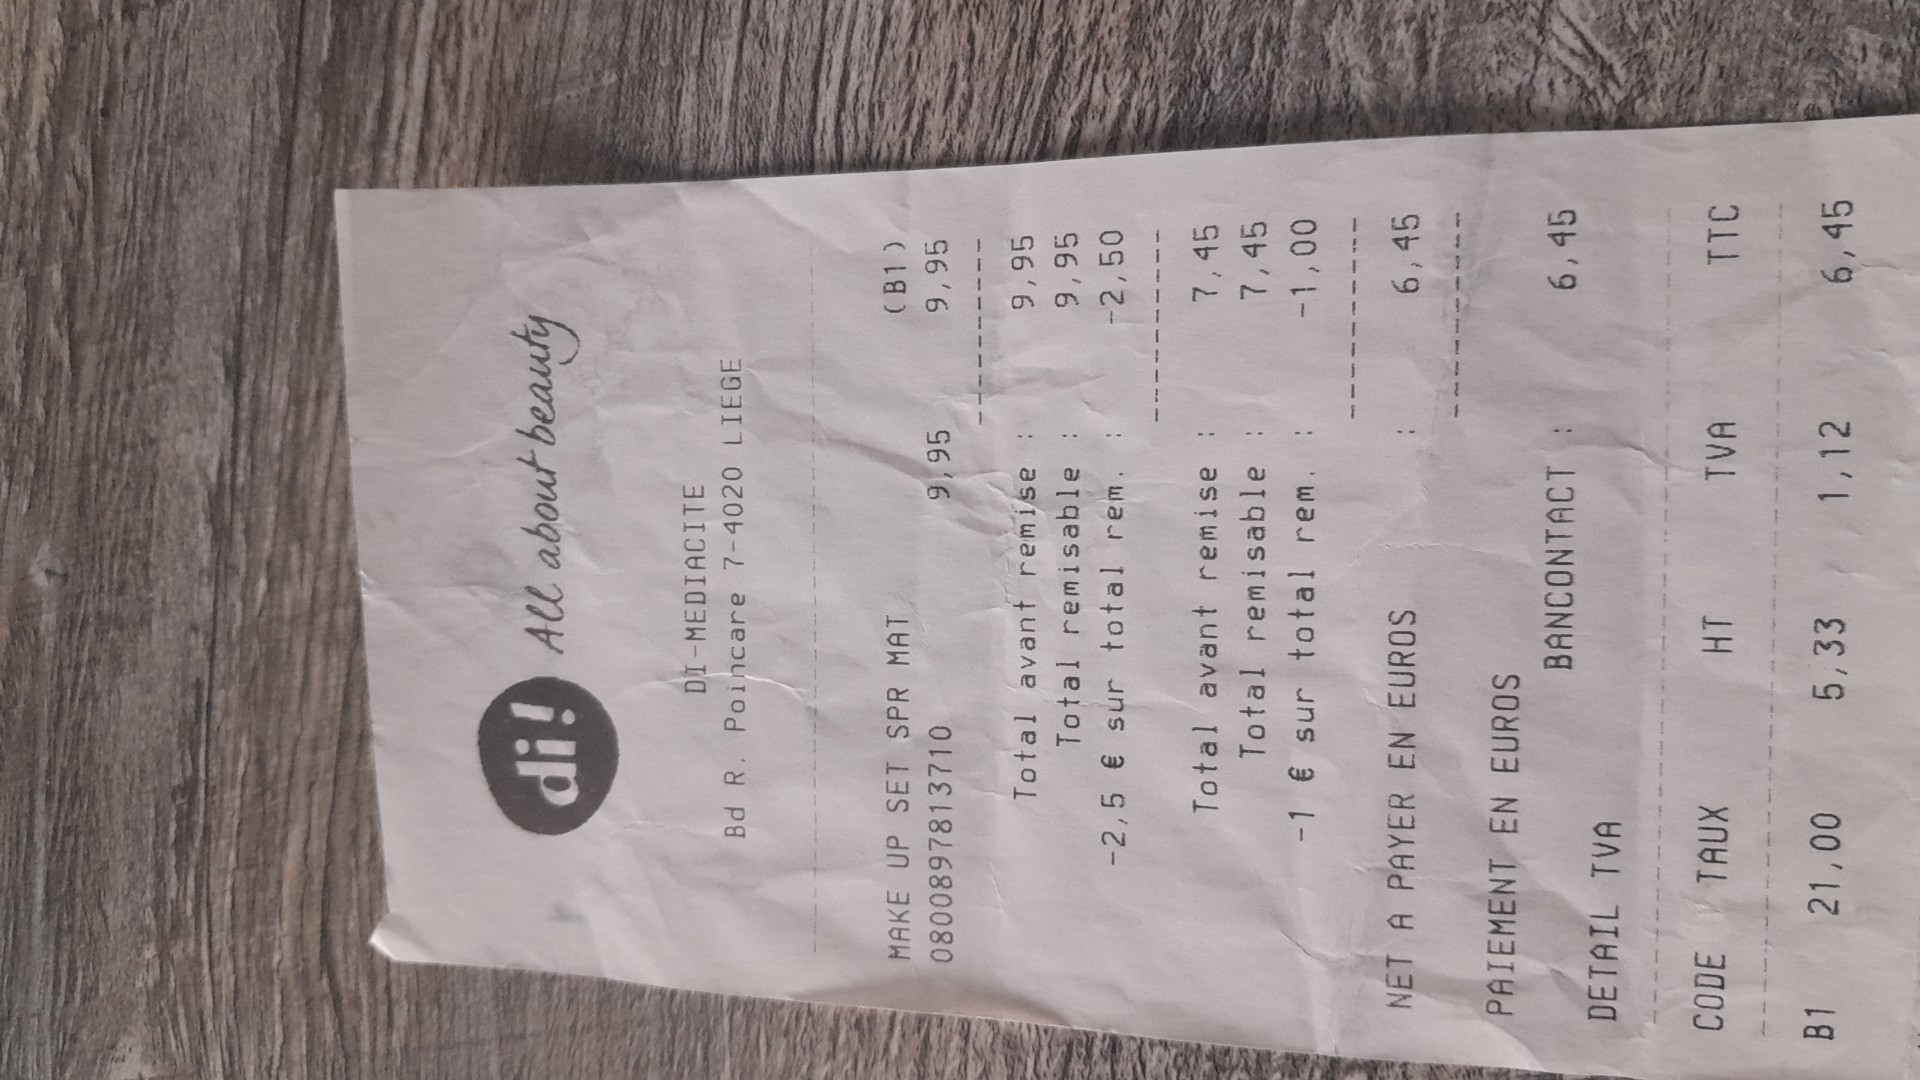 di! All about beauty
DI-MEDIACITE
Bd R. Poincare 7-4020 LIEGE
MAKE UP SET SPR MAT (B1)
0800897813710 9,95 9,95
Total avant remise : 9,95
Total remisable : 9,95
-2,5 € sur total rem. : -2,50
Total avant remise : 7,45
Total remisable : 7,45
-1 € sur total rem. : -1,00
NET A PAYER EN EUROS : 6,45
PAIEMENT EN EUROS
BANCONTACT : 6,45
DETAIL TVA
CODE TAUX HT TVA TTC
B1 21,00 5,33 1,12 6,45